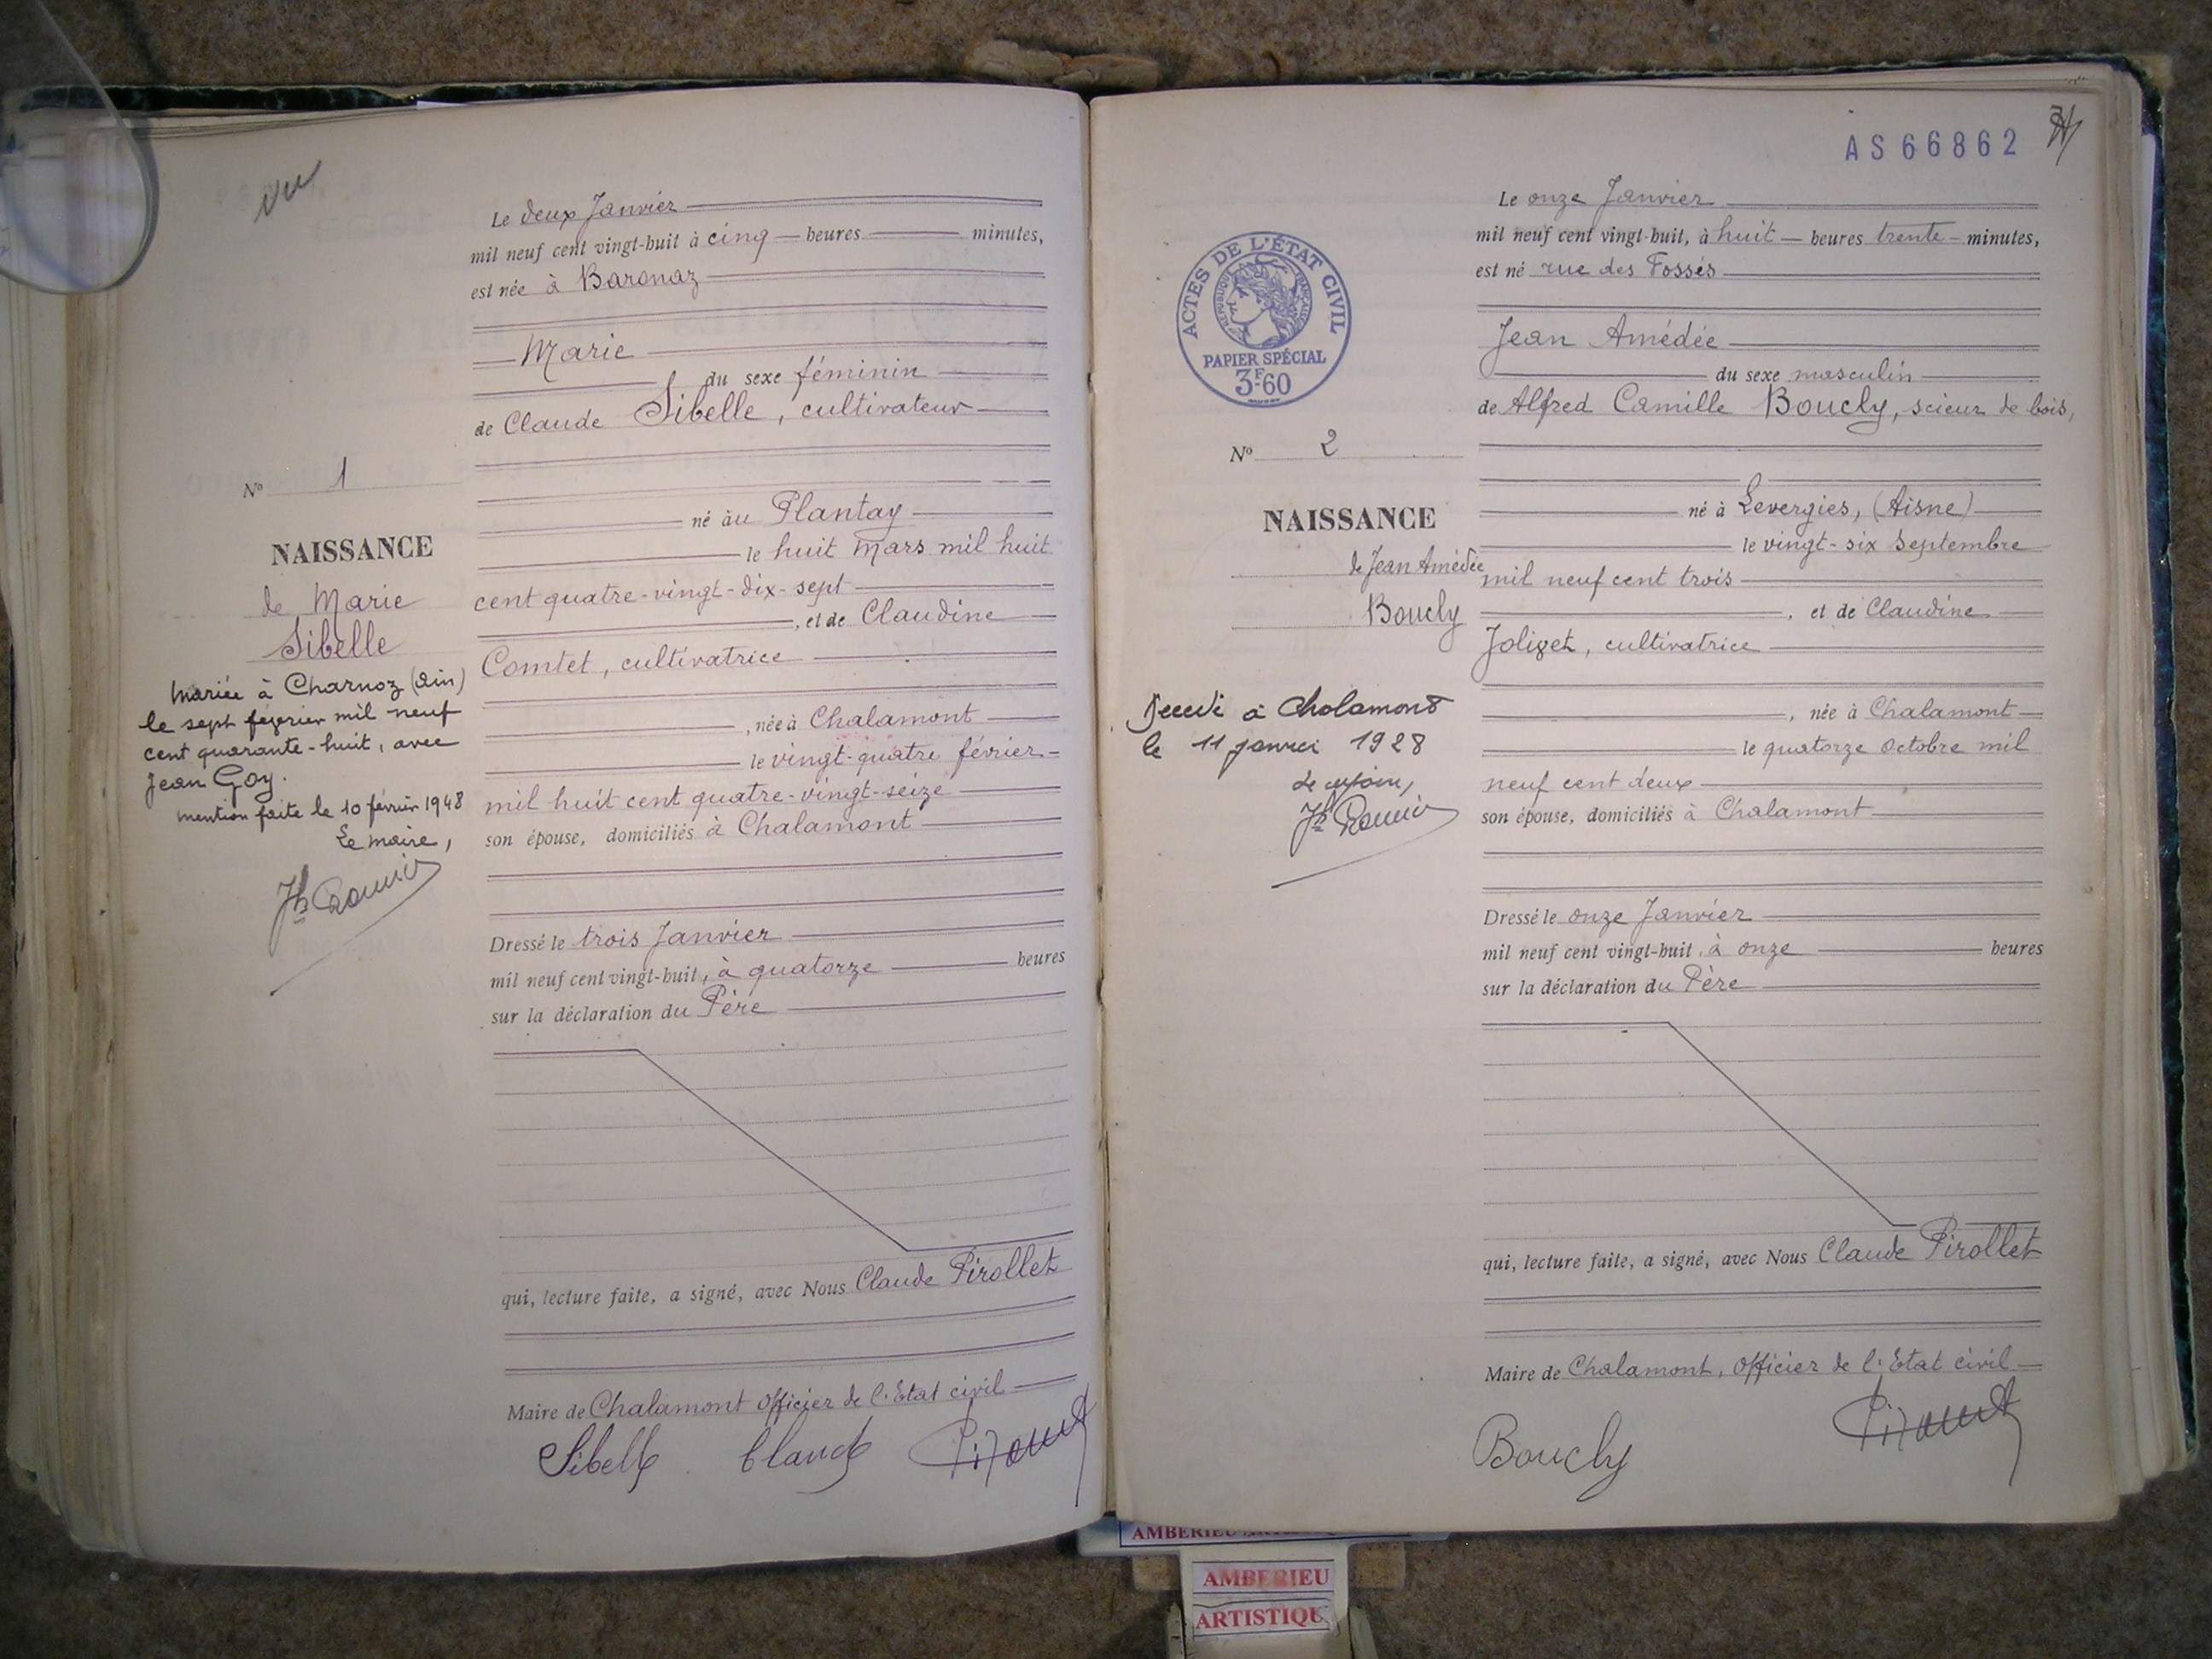 vu
Le deux Janvier
mil neuf cent vingt-huit à cinq heures minutes,
est née à Baronaz
Marie
du sexe féminin
de Claude Sibelle, cultivateur
né àu Plantay
le huit Mars mil huit
cent quatre-vingt-dix-sept
, et de Claudine
Comtet, cultivatrice
, née à Chalamont
le vingt-quatre février
mil huit cent quatre-vingt-seize
son épouse, domiciliés à Chalamont
Dressé le trois Janvier
mil neuf cent vingt-huit, à quatorze heures
sur la déclaration du Père
qui, lecture faite, a signé, avec Nous Claude Pirollet
Maire de Chalamont Officier de l'Etat civil
Sibelle Claude
N° 1
NAISSANCE
de Marie
Sibelle
Mariée à Charnoz (Ain)
le sept février mil neuf
cent quarante-huit, avec
Jean Goy.
mention faite le 10 février 1948
Le maire,
AS 66862
Le onze Janvier
mil neuf cent vingt-huit, à huit heures trente minutes,
est né rue des Fossés
Jean Amédée
du sexe masculin
de Alfred Camille Boucly, scieur de bois,
né à Levergies, (Aisne)
le vingt-six Septembre
mil neuf cent trois
, et de Claudine
Joliget, cultivatrice
, née à Chalamont
le quatorze Octobre mil
neuf cent deux
son épouse, domiciliés à Chalamont
Dressé le onze Janvier
mil neuf cent vingt-huit, à onze heures
sur la déclaration du Père
qui, lecture faite, a signé, avec Nous Claude Pirollet
Maire de Chalamont, Officier de l'Etat civil
Boucly
ACTES DE L'ÉTAT CIVIL
RÉPUBLIQUE FRANÇAISE
PAPIER SPÉCIAL
3F.60
N° 2
NAISSANCE
de Jean Amédée
Boucly
Décédé à Chalamont
le 11 janvier 1928
AMBERIEU
AMBERIEU
ARTISTIQU